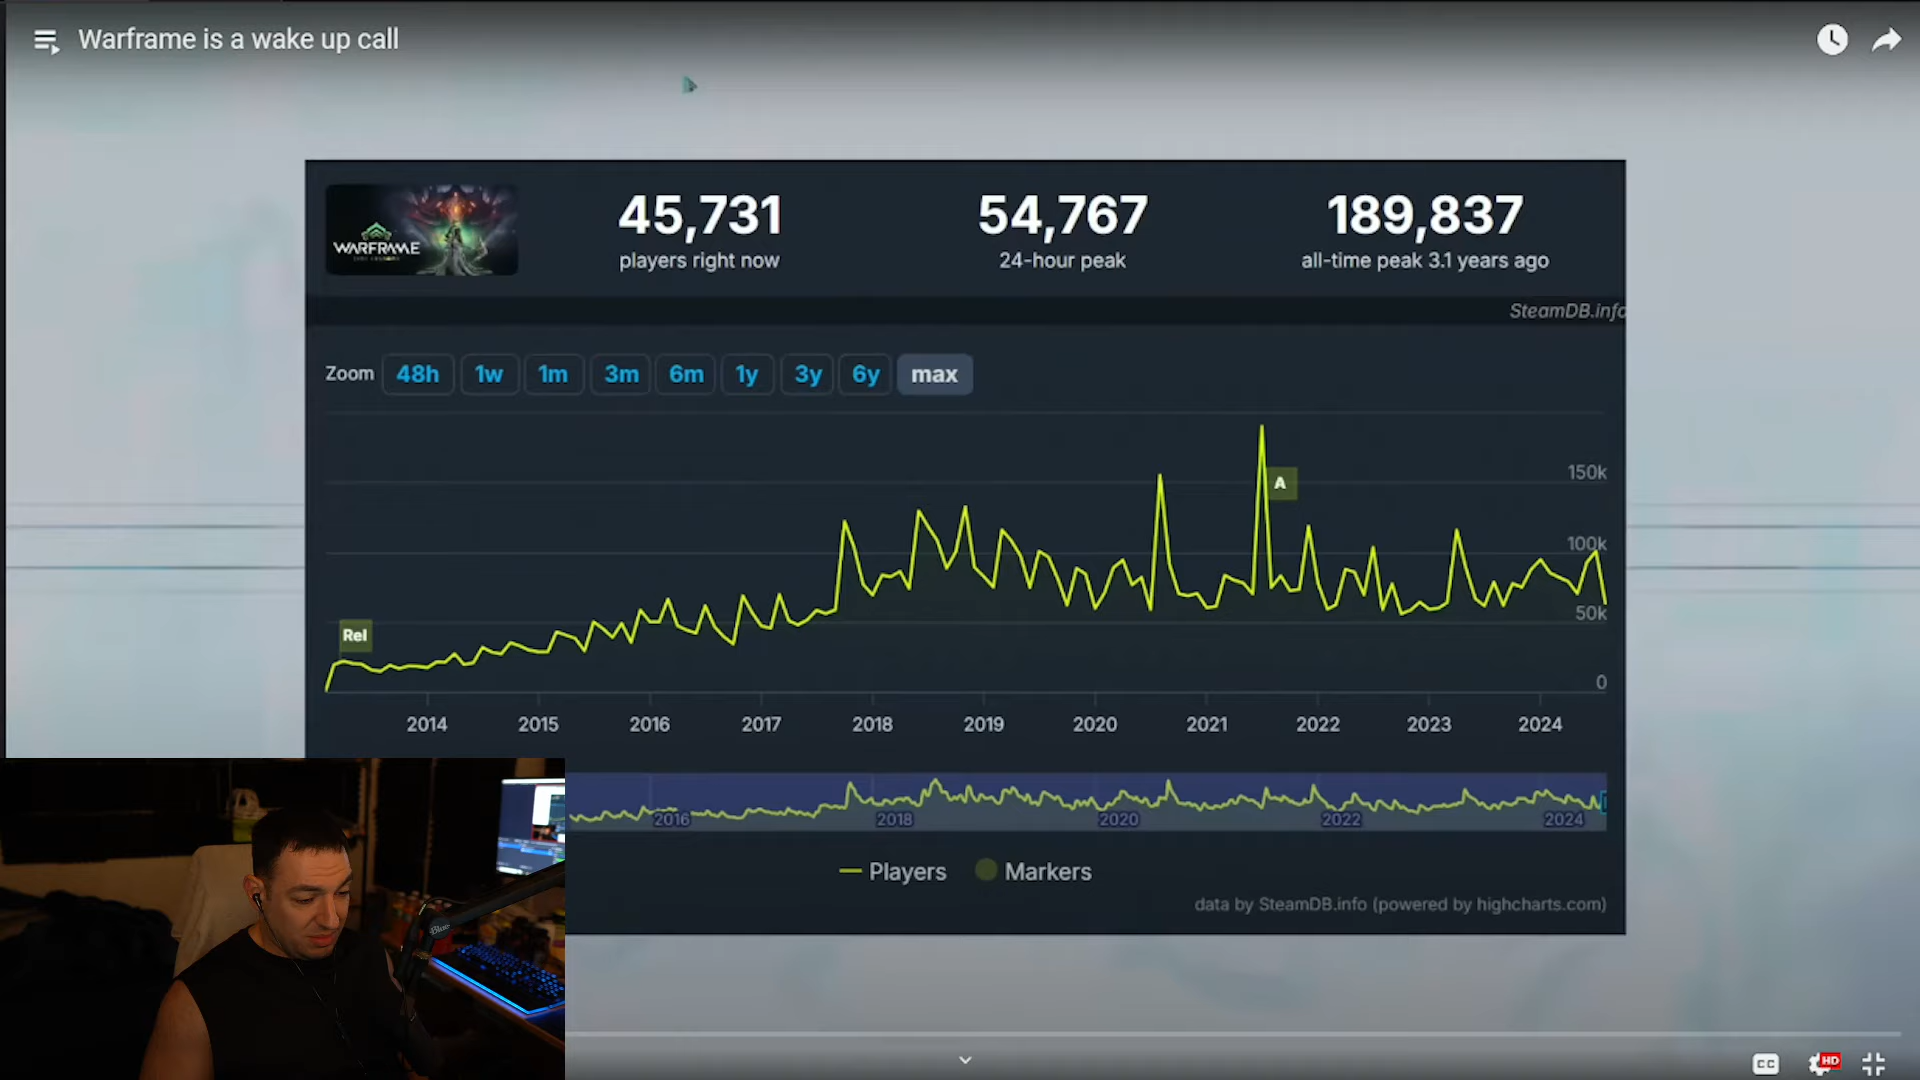 Warframe is a wake up call
WARFRAME
45,731
players right now
54,767
24-hour peak
189,837
all-time peak 3.1 years ago
SteamDB.info
Zoom 48h 1w 1m 3m 6m 1y 3y 6y max
150k
A
100k
50k
Rel
0
2014 2015 2016 2017 2018 2019 2020 2021 2022 2023 2024
2016 2018 2020 2022 2024
Players Markers
data by SteamDB.info (powered by highcharts.com)
Blue
CC HD